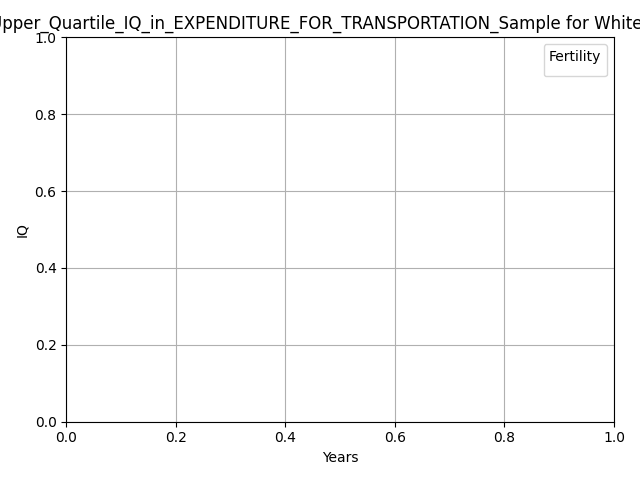 Upper_Quartile_IQ_in_EXPENDITURE_FOR_TRANSPORTATION_Sample for White
Fertility
1.0
0.8
0.6
0.4
0.2
0.0
IQ
0.0 0.2 0.4 0.6 0.8 1.0
Years